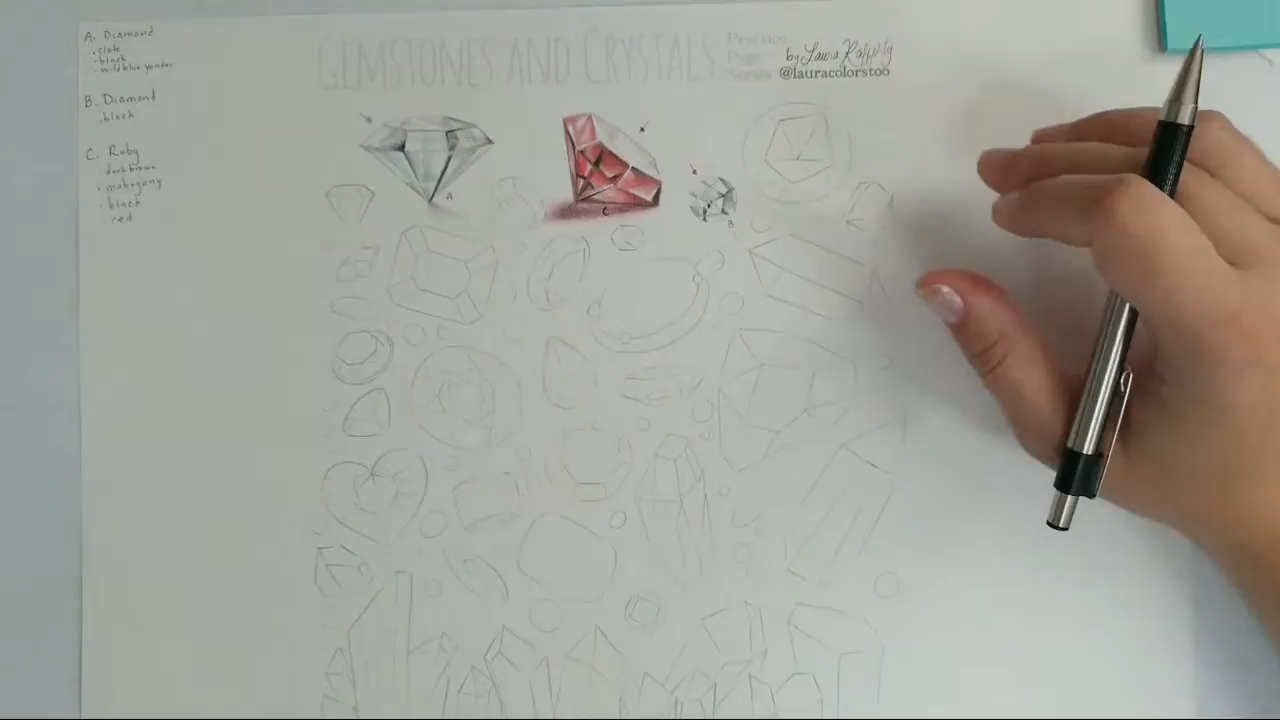 A. Diamond
• slate
• black
• wild blue yonder
B. Diamond
• black
C. Ruby
• dark brown
• mahogany
• black
• red
GEMSTONES AND CRYSTALS
Practice
Page
Series
by Laura Rafferty
@lauracolorstoo
A
C
B